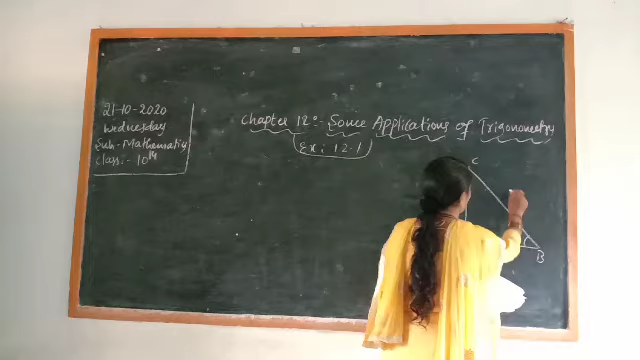 21-10-2020
Wednesday
Sub:- Mathematics
Class:- 10th
Chapter 12:- Some Applications of Trigonometry
Ex: 12.1
C
B